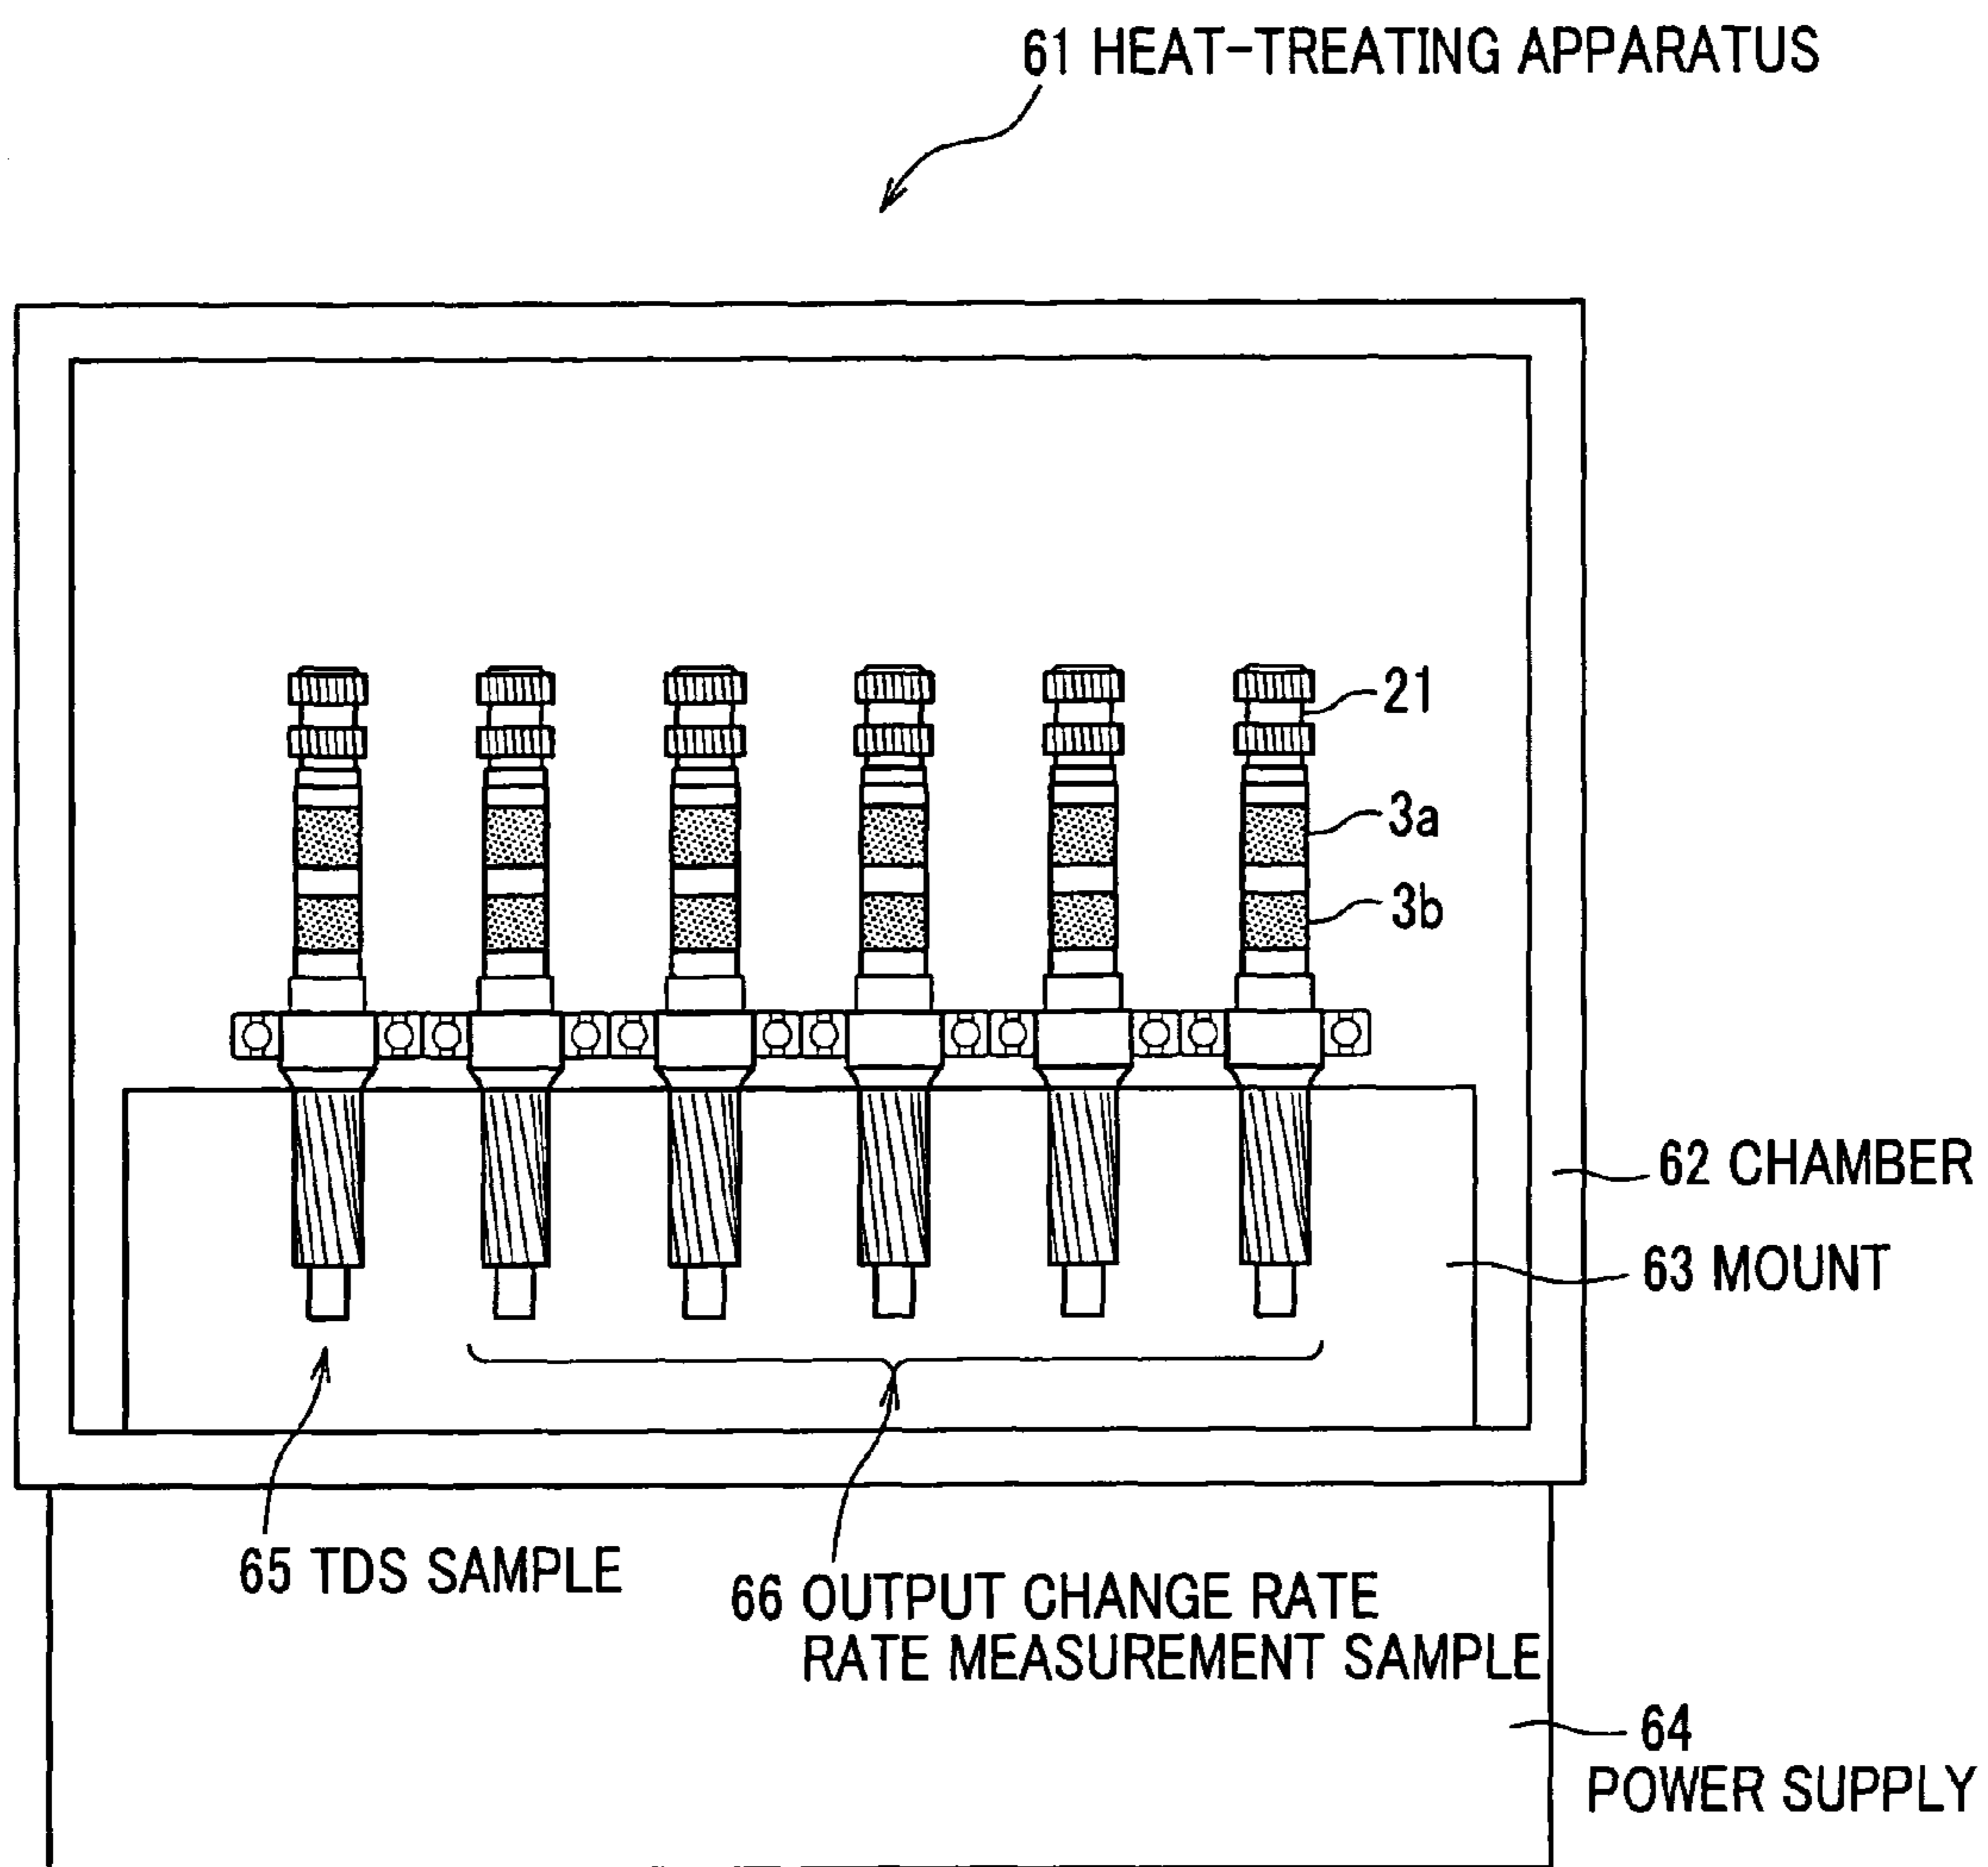 61 HEAT-TREATING APPARATUS
21
3a
3b
62 CHAMBER
63 MOUNT
65 TDS SAMPLE
66 OUTPUT CHANGE RATE
RATE MEASUREMENT SAMPLE
64
POWER SUPPLY